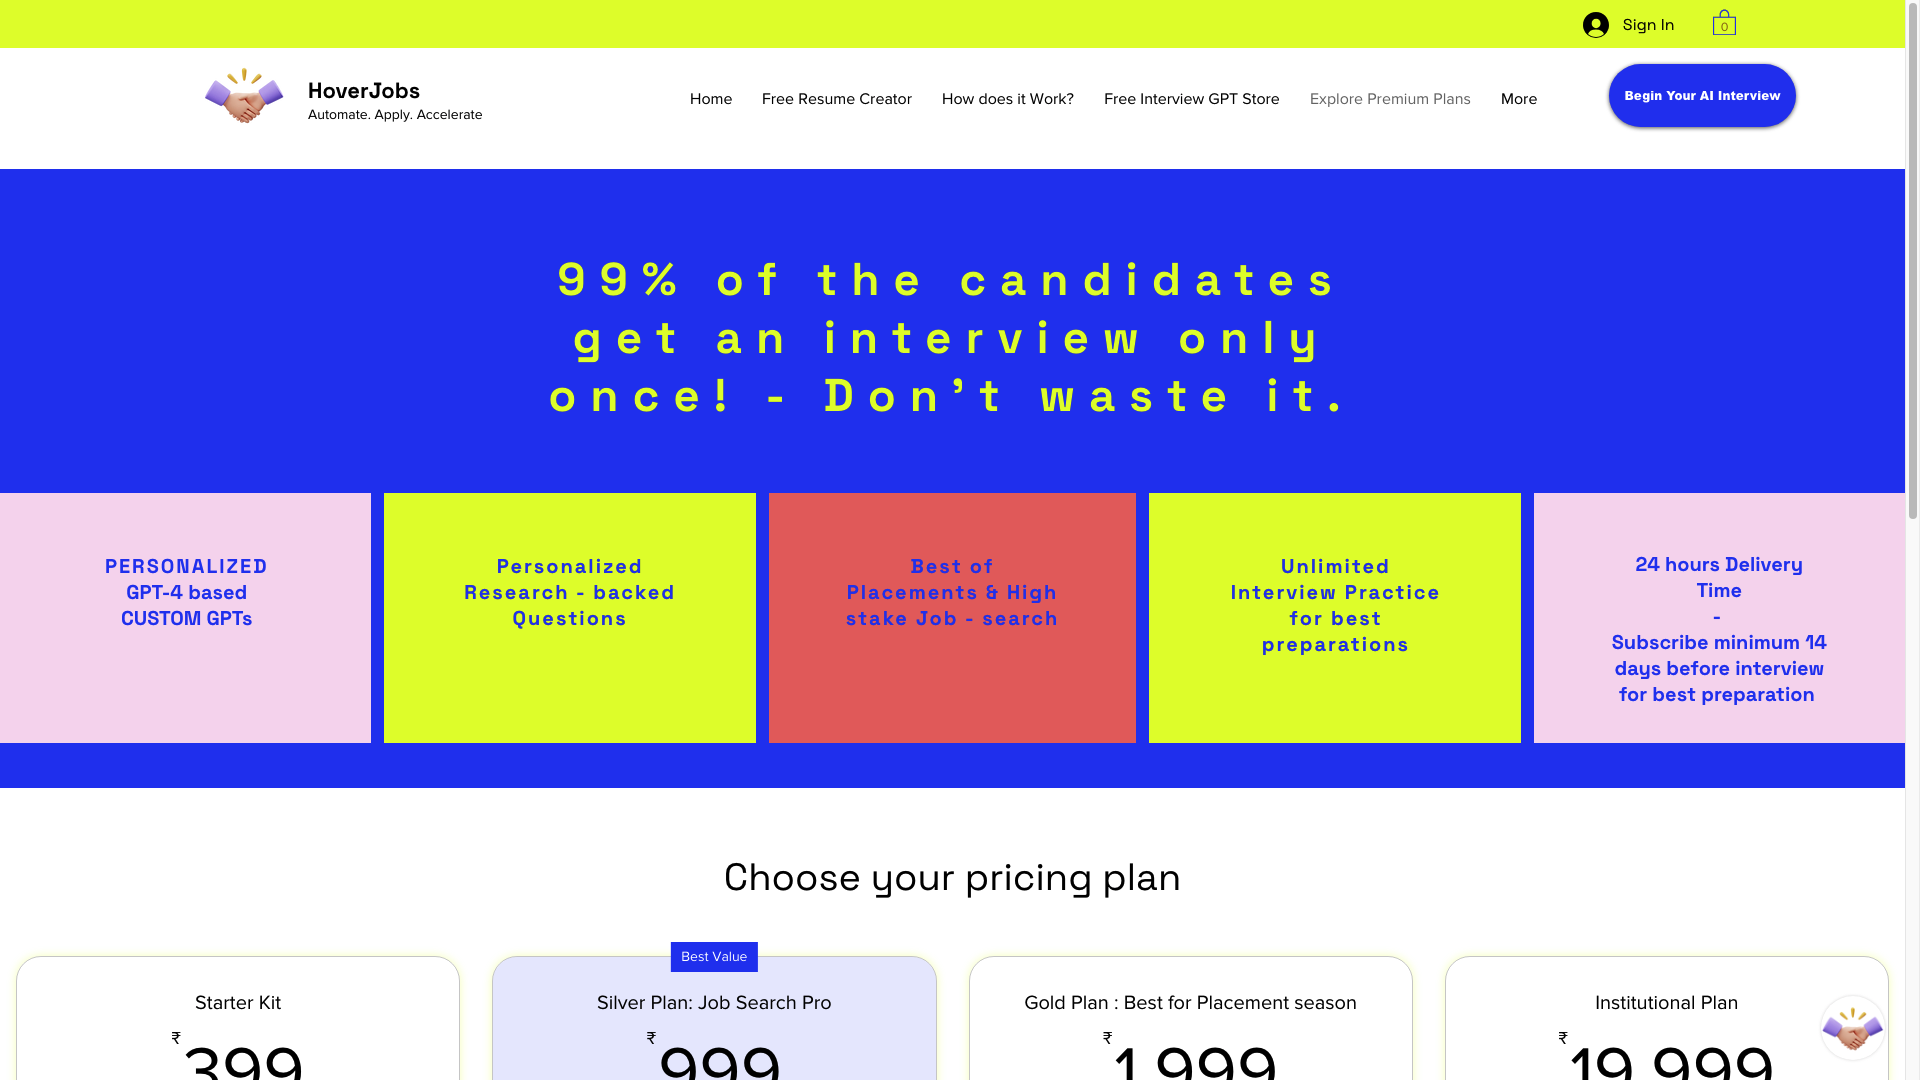 Sign In
0
HoverJobs
Automate. Apply. Accelerate
Home
Free Resume Creator
How does it Work?
Free Interview GPT Store
Explore Premium Plans
More
Begin Your AI Interview
99% of the candidates
get an interview only
once! - Don't waste it.
PERSONALIZED
GPT-4 based
CUSTOM GPTs
Personalized
Research - backed
Questions
Best of
Placements & High
stake Job - search
Unlimited
Interview Practice
for best
preparations
24 hours Delivery
Time
-
Subscribe minimum 14
days before interview
for best preparation
Choose your pricing plan
Starter Kit
₹
399
Best Value
Silver Plan: Job Search Pro
₹
999
Gold Plan : Best for Placement season
₹
1,999
Institutional Plan
₹
19,999